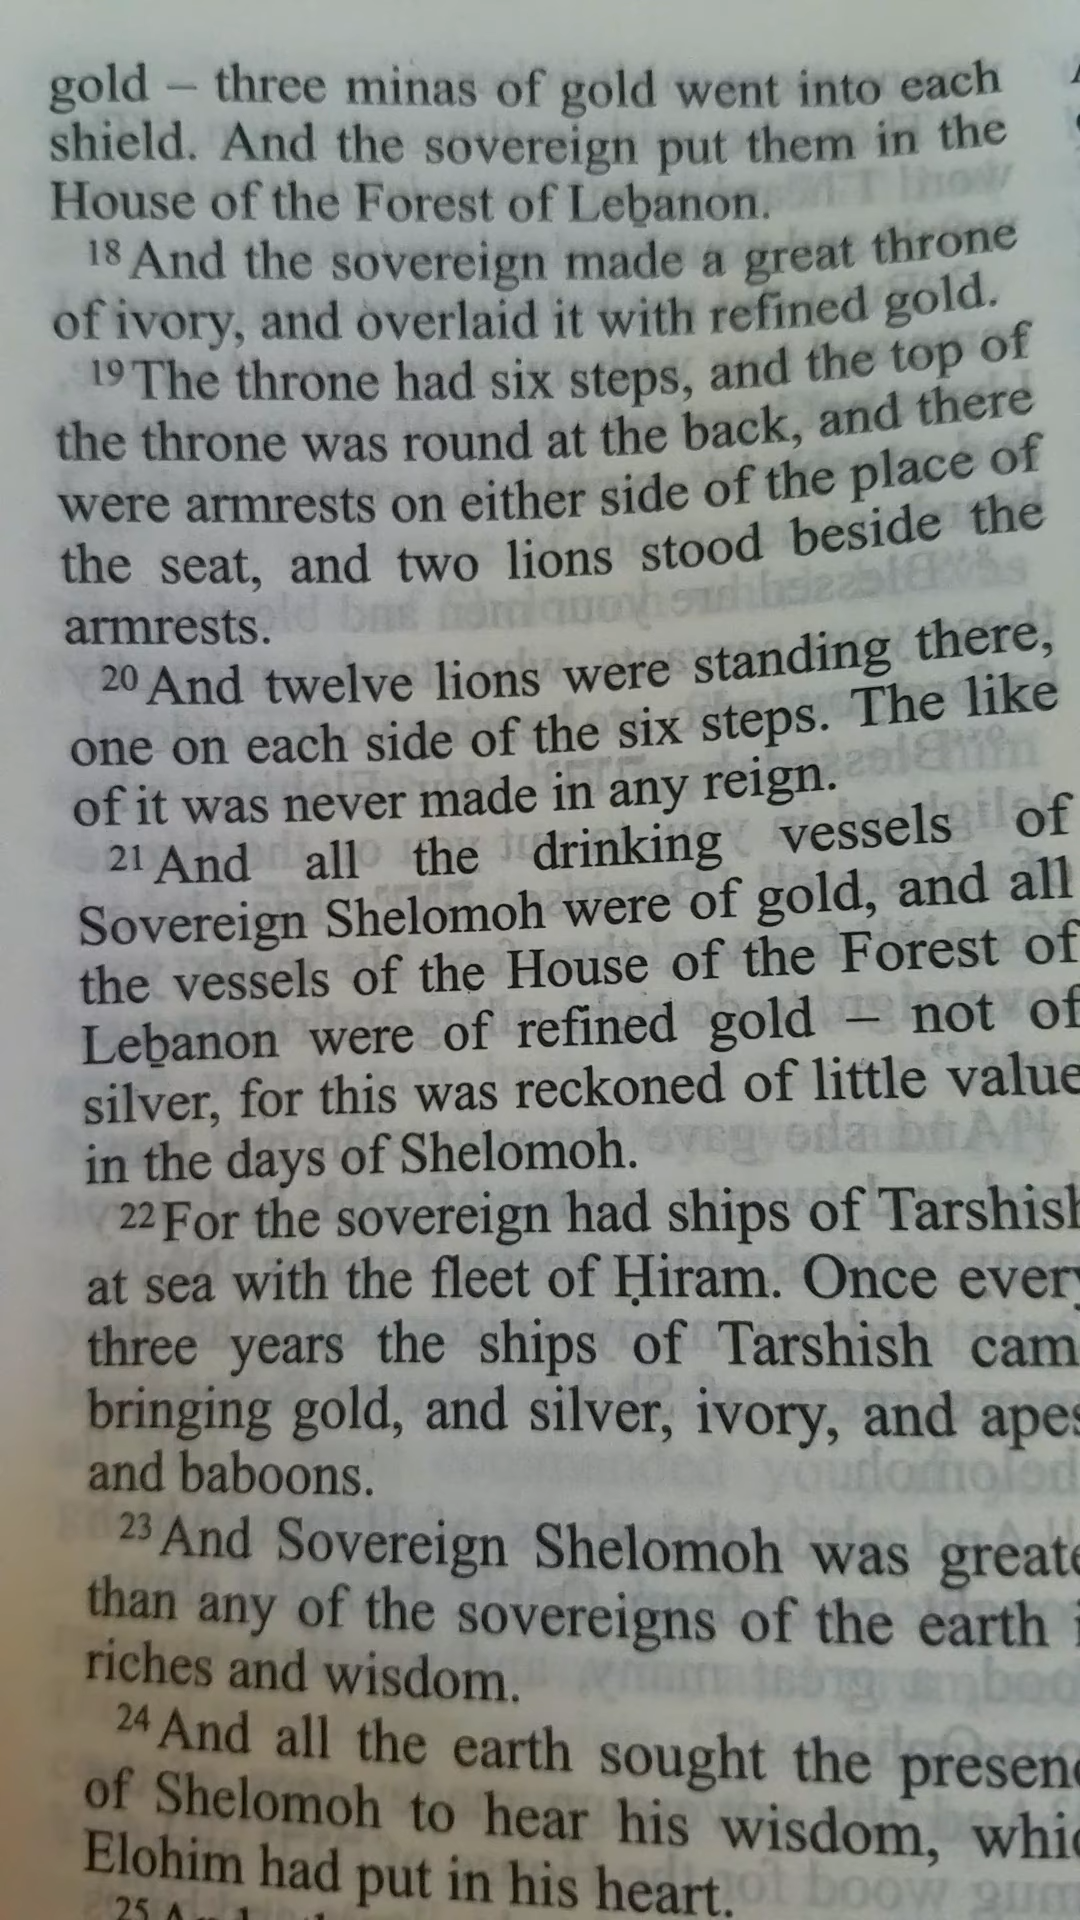 gold – three minas of gold went into each
shield. And the sovereign put them in the
House of the Forest of Leḇanon.
18 And the sovereign made a great throne
of ivory, and overlaid it with refined gold.
19 The throne had six steps, and the top of
the throne was round at the back, and there
were armrests on either side of the place of
the seat, and two lions stood beside the
armrests.
20 And twelve lions were standing there,
one on each side of the six steps. The like
of it was never made in any reign.
21 And all the drinking vessels of
Sovereign Shelomoh were of gold, and all
the vessels of the House of the Forest of
Leḇanon were of refined gold – not of
silver, for this was reckoned of little value
in the days of Shelomoh.
22 For the sovereign had ships of Tarshish
at sea with the fleet of Ḥiram. Once every
three years the ships of Tarshish cam
bringing gold, and silver, ivory, and apes
and baboons.
23 And Sovereign Shelomoh was greate
than any of the sovereigns of the earth
riches and wisdom.
24 And all the earth sought the presenc
of Shelomoh to hear his wisdom, whic
Elohim had put in his heart.
25